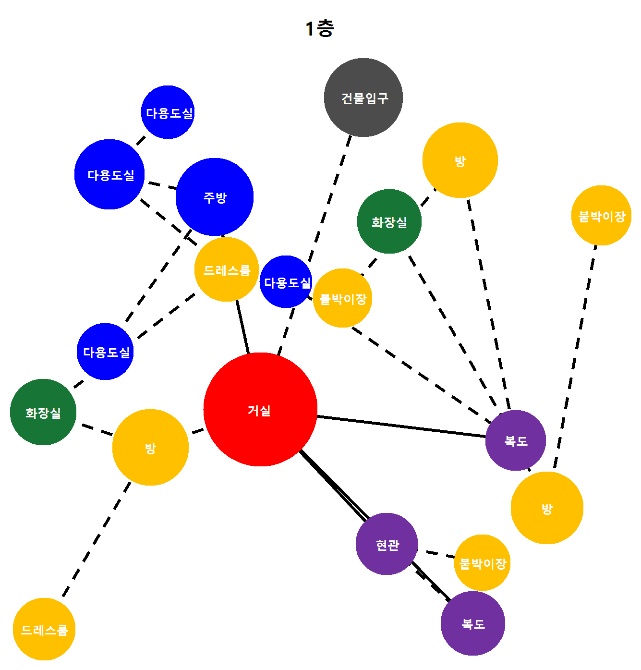 1층
건물입구
다용도실
방
다용도실
주방
붙박이장
화장실
드레스룸
다용도실
붙박이장
다용도실
화장실
거실
복도
방
방
현관
붙박이장
복도
드레스룸